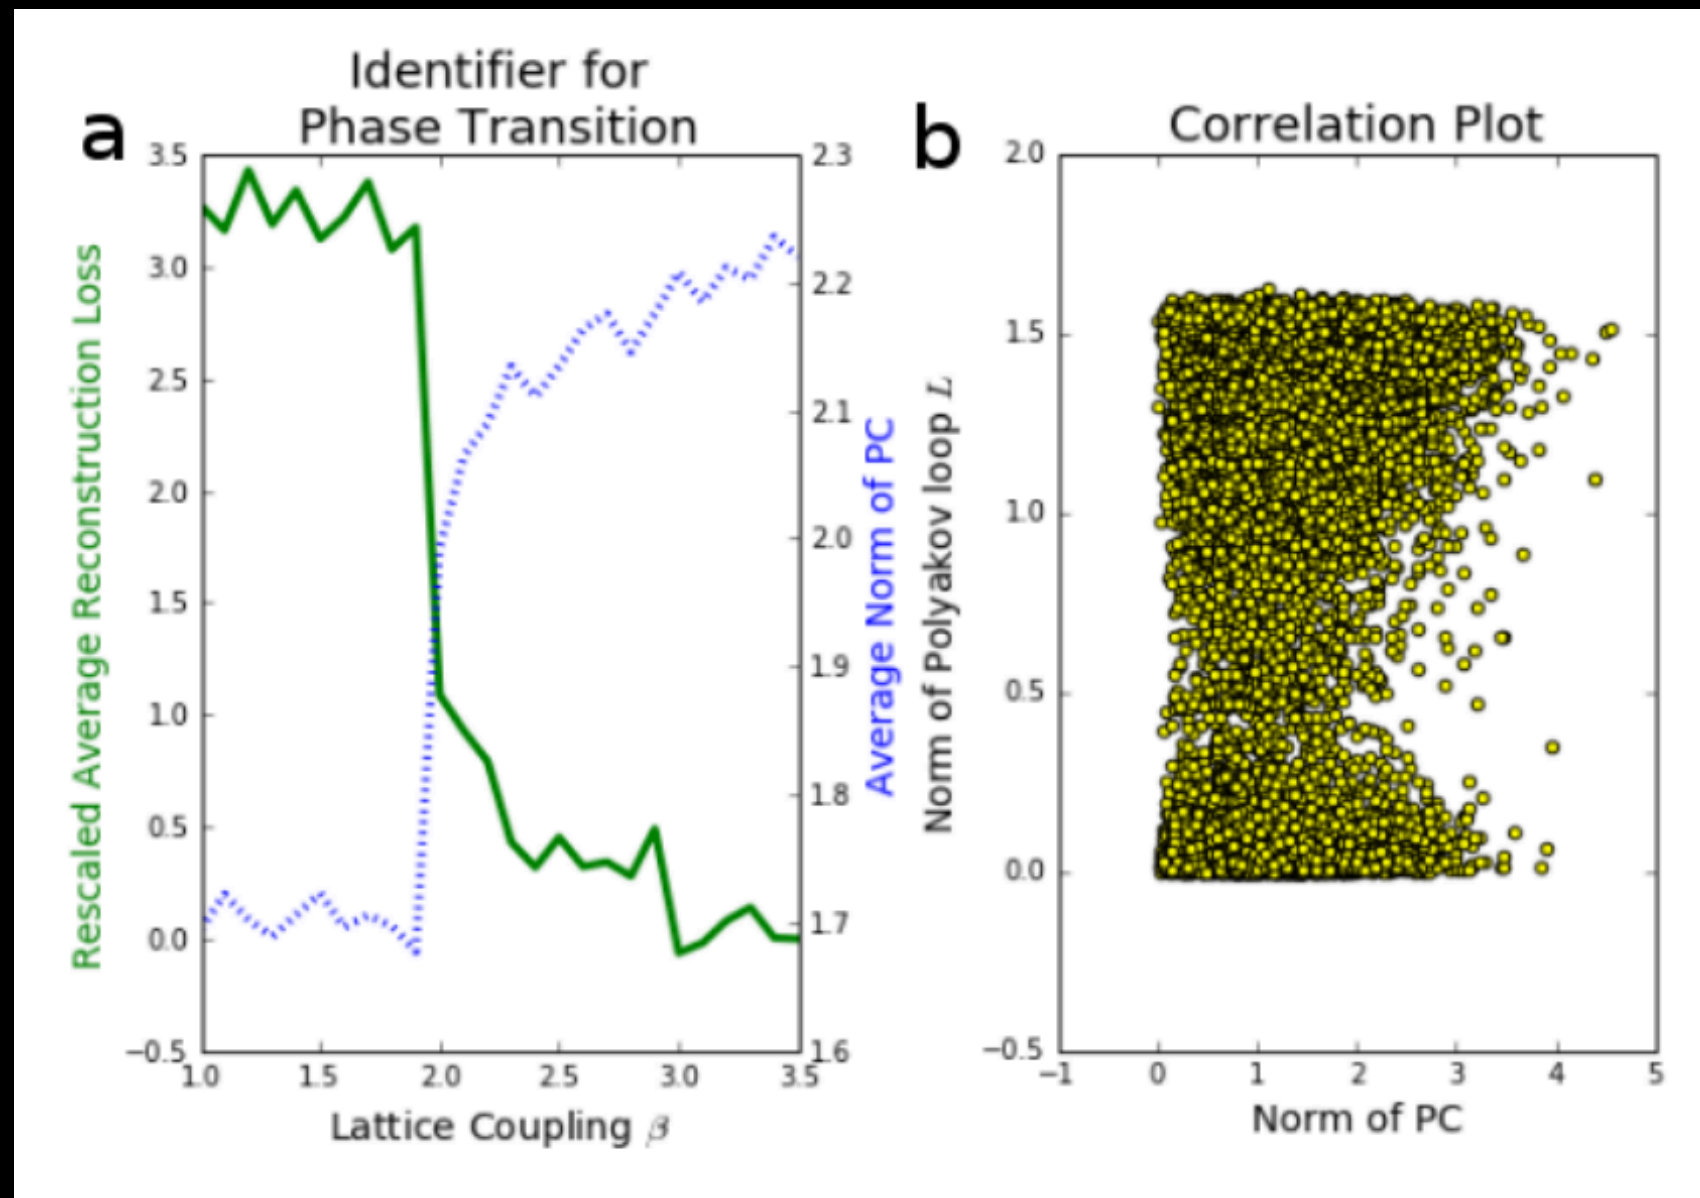 a
Identifier for
Phase Transition
Rescaled Average Reconstruction Loss
3.5
3.0
2.5
2.0
1.5
1.0
0.5
0.0
−0.5
2.3
2.2
2.1
2.0
1.9
1.8
1.7
1.6
Average Norm of PC
1.0 1.5 2.0 2.5 3.0 3.5
Lattice Coupling β
b
Correlation Plot
Norm of Polyakov loop L
2.0
1.5
1.0
0.5
0.0
−0.5
−1 0 1 2 3 4 5
Norm of PC